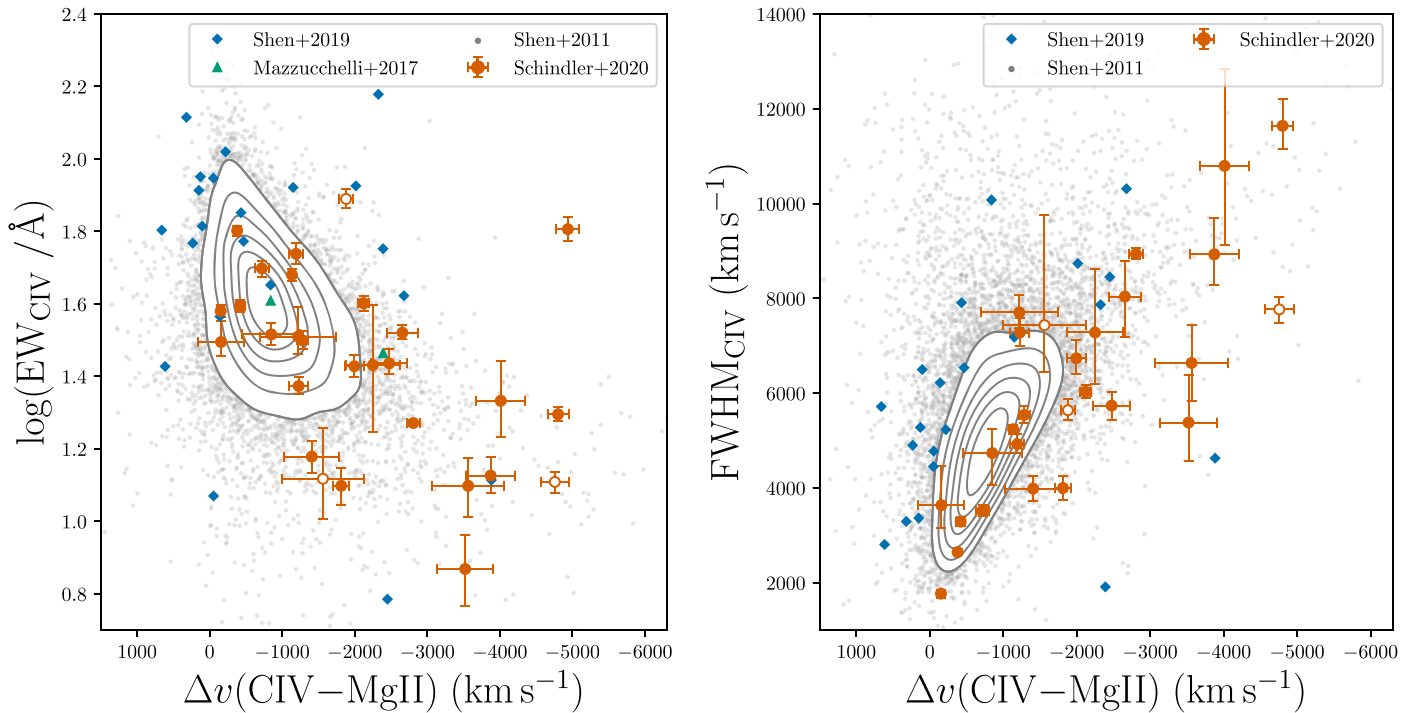 Shen+2019
Mazzucchelli+2017
Shen+2011
Schindler+2020
log(EW_CIV /Å)
2.4
2.2
2.0
1.8
1.6
1.4
1.2
1.0
0.8
1000 0 −1000 −2000 −3000 −4000 −5000 −6000
Δv(CIV−MgII) (km s⁻¹)
Shen+2019
Shen+2011
Schindler+2020
FWHM_CIV (km s⁻¹)
14000
12000
10000
8000
6000
4000
2000
1000 0 −1000 −2000 −3000 −4000 −5000 −6000
Δv(CIV−MgII) (km s⁻¹)